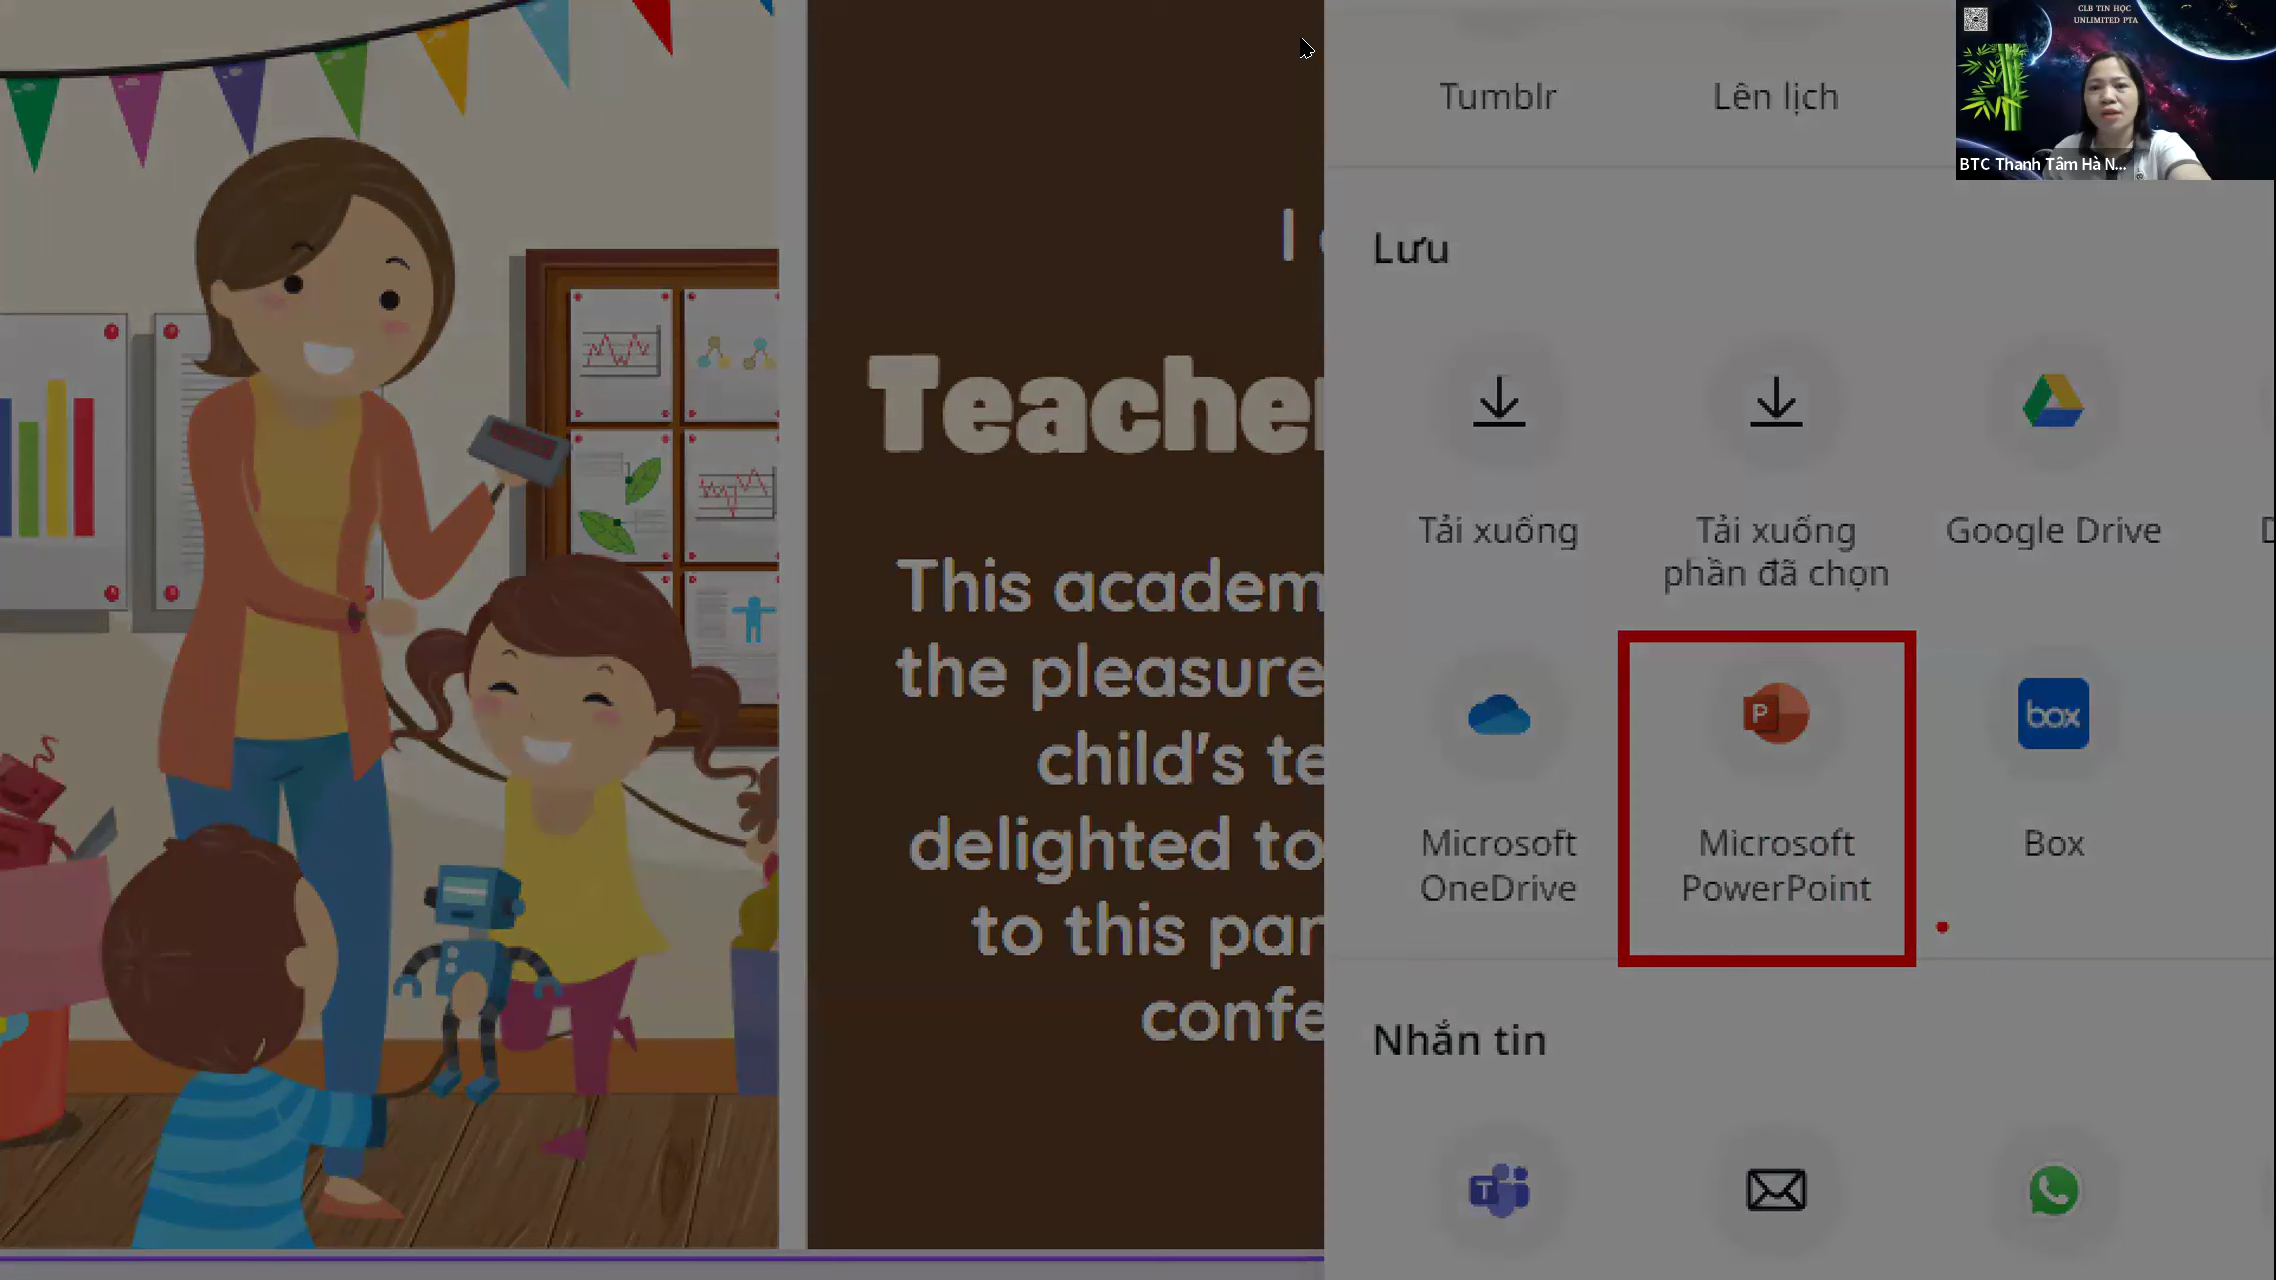 CLB TIN HỌC
UNLIMITED PTA
BTC Thanh Tâm Hà N...
Tumblr
Lên lịch
I
Teacher
This academ
the pleasure
child's te
delighted to
to this par
confe
Lưu
Tải xuống
Tải xuống
phần đã chọn
Google Drive
Microsoft
OneDrive
P
Microsoft
PowerPoint
box
Box
Nhắn tin
T